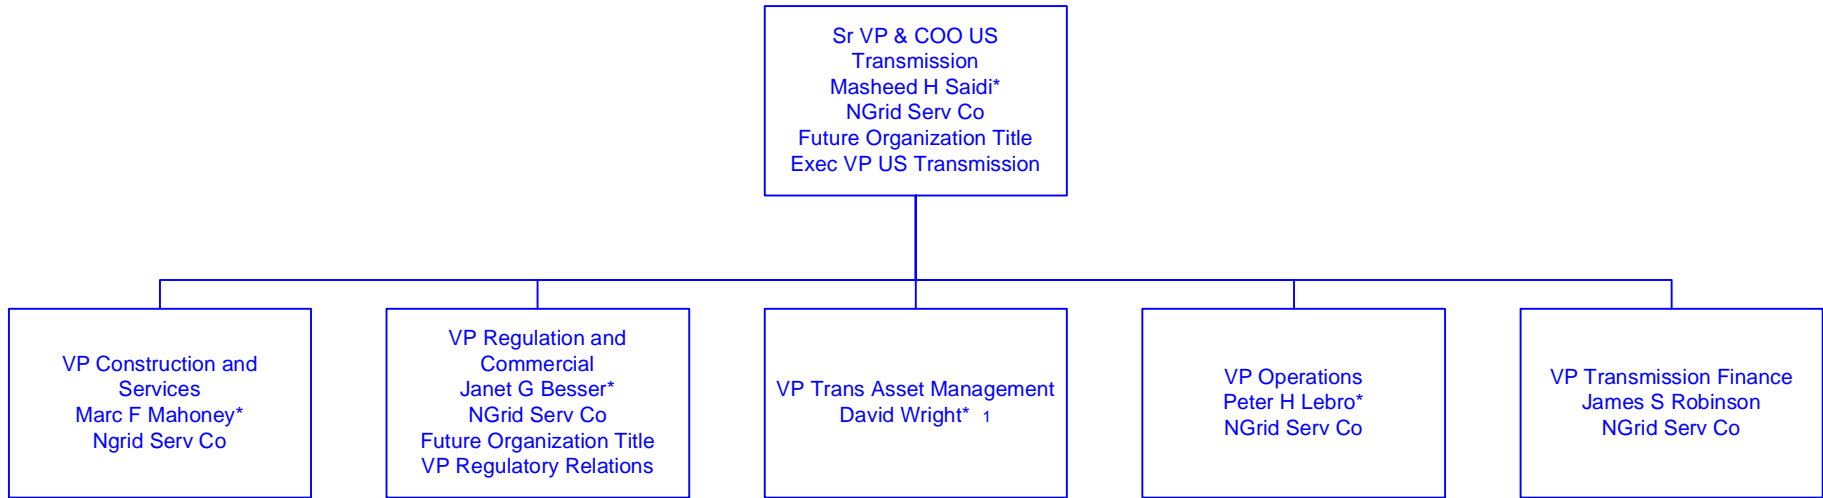 Sr VP & COO US
Transmission
Masheed H Saidi*
NGrid Serv Co
Future Organization Title
Exec VP US Transmission
VP Construction and
Services
Marc F Mahoney*
Ngrid Serv Co
VP Regulation and
Commercial
Janet G Besser*
NGrid Serv Co
Future Organization Title
VP Regulatory Relations
VP Trans Asset Management
David Wright* 1
VP Operations
Peter H Lebro*
NGrid Serv Co
VP Transmission Finance
James S Robinson
NGrid Serv Co